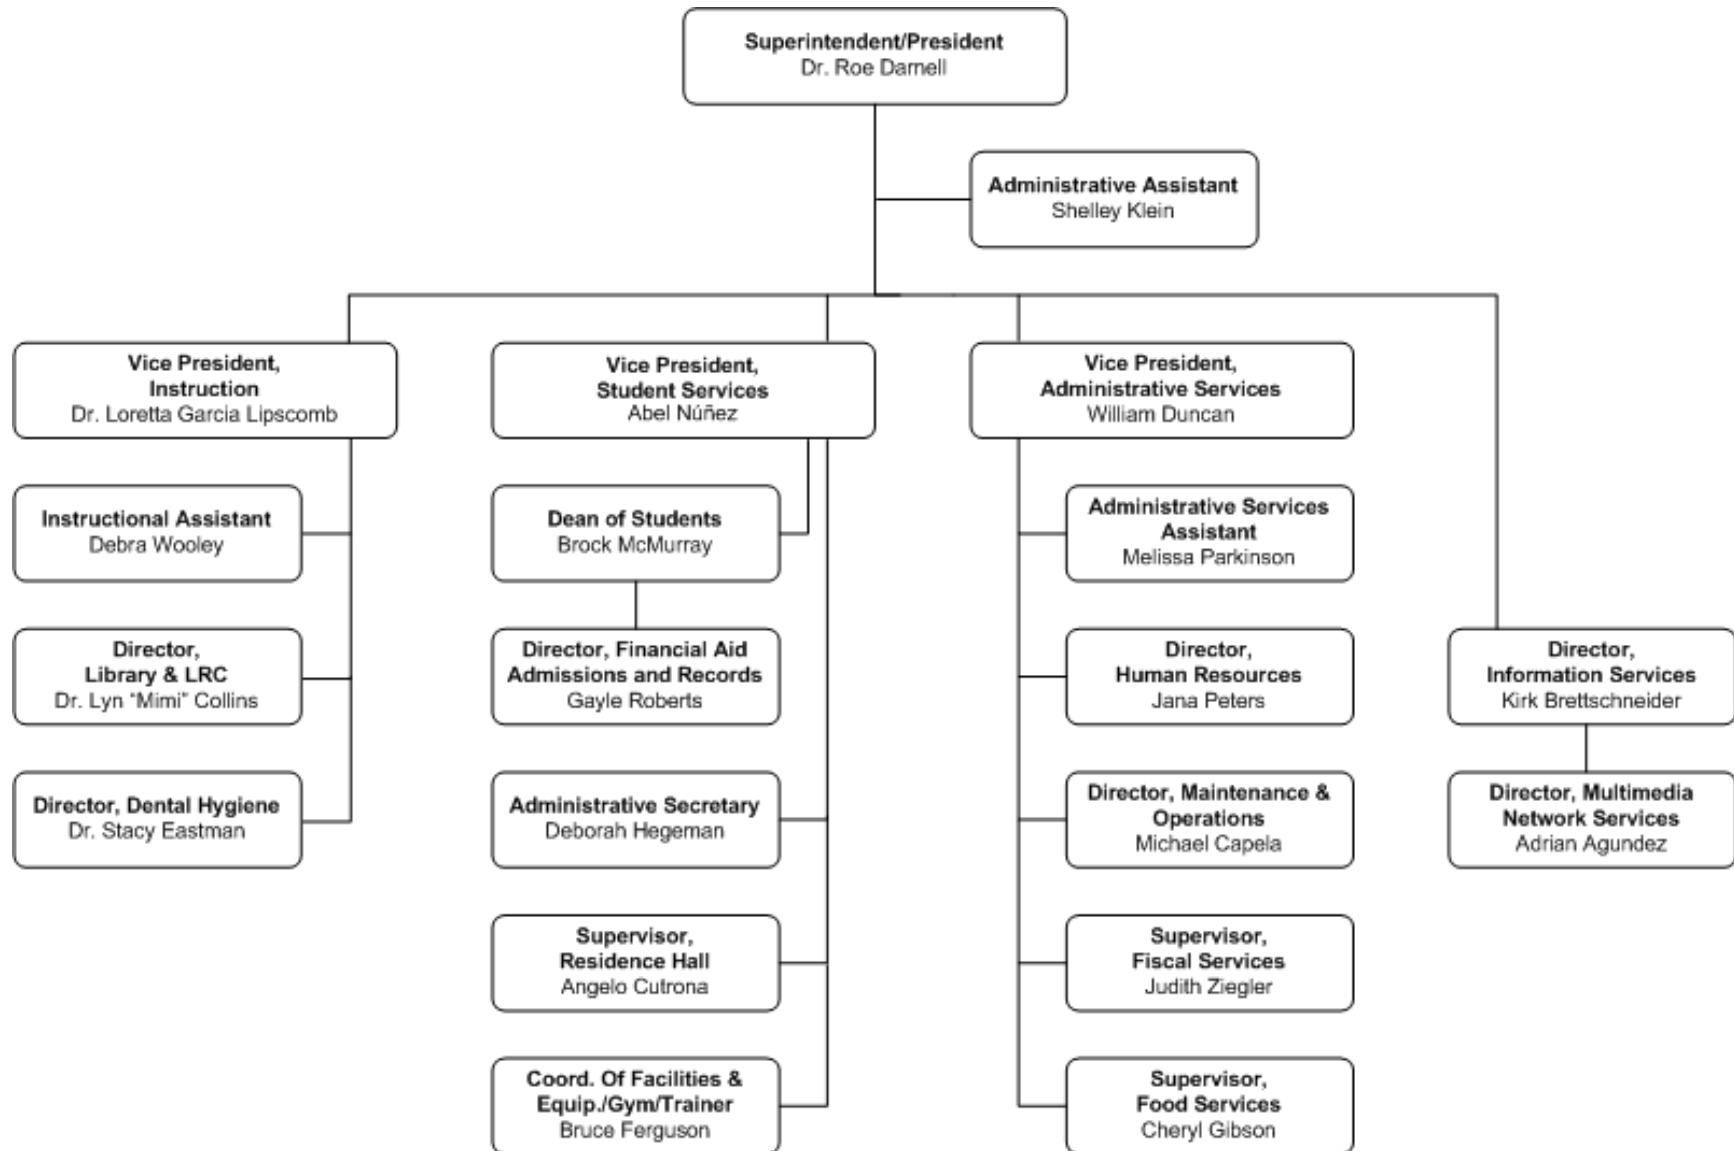 Superintendent/President
Dr. Roe Darnell
Administrative Assistant
Shelley Klein
Vice President,
Instruction
Dr. Loretta Garcia Lipscomb
Vice President,
Student Services
Abel Núñez
Vice President,
Administrative Services
William Duncan
Instructional Assistant
Debra Wooley
Dean of Students
Brock McMurray
Administrative Services
Assistant
Melissa Parkinson
Director,
Library & LRC
Dr. Lyn “Mimi” Collins
Director, Financial Aid
Admissions and Records
Gayle Roberts
Director,
Human Resources
Jana Peters
Director,
Information Services
Kirk Brettschneider
Director, Dental Hygiene
Dr. Stacy Eastman
Administrative Secretary
Deborah Hegeman
Director, Maintenance &
Operations
Michael Capela
Director, Multimedia
Network Services
Adrian Agundez
Supervisor,
Residence Hall
Angelo Cutrona
Supervisor,
Fiscal Services
Judith Ziegler
Coord. Of Facilities &
Equip./Gym/Trainer
Bruce Ferguson
Supervisor,
Food Services
Cheryl Gibson